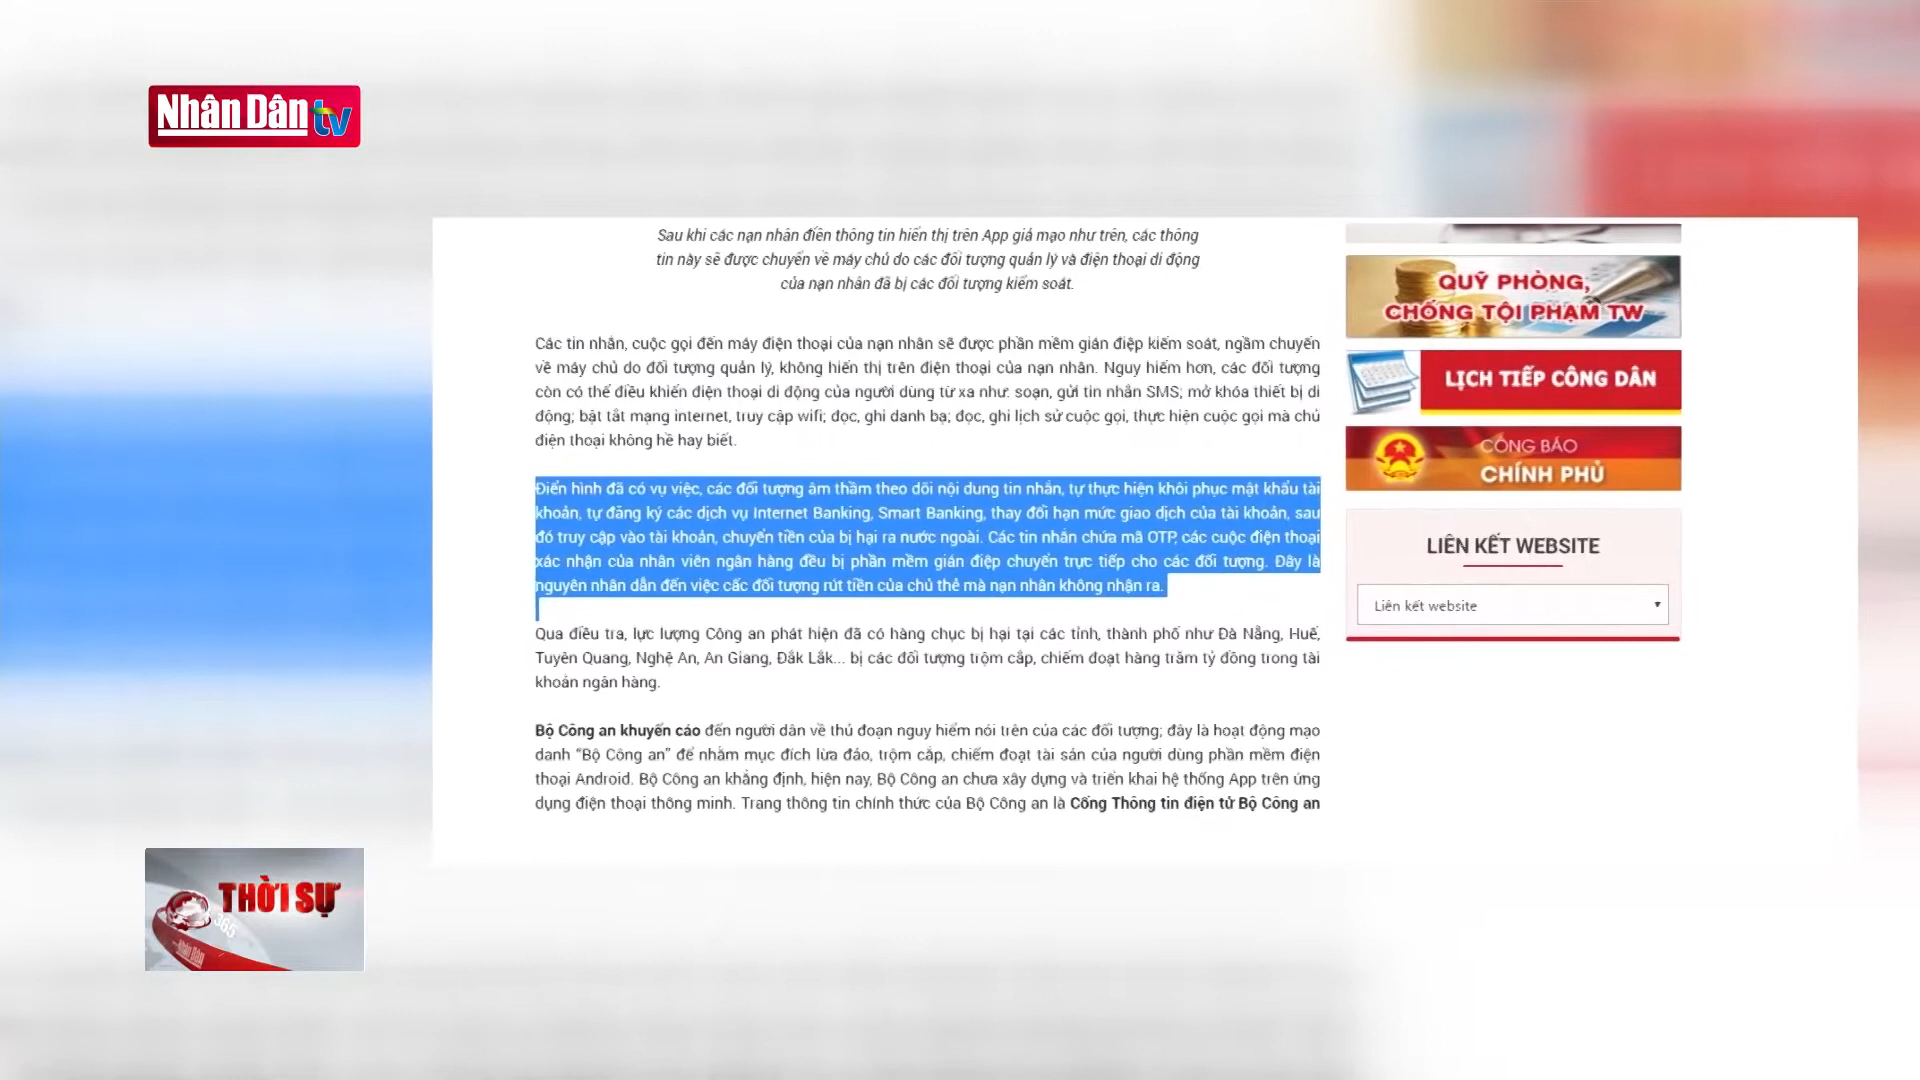 Nhân Dân tv
Sau khi các nạn nhân điền thông tin hiển thị trên App giả mạo như trên, các thông
tin này sẽ được chuyển về máy chủ do các đối tượng quản lý và điện thoại di động
của nạn nhân đã bị các đối tượng kiểm soát.
Các tin nhắn, cuộc gọi đến máy điện thoại của nạn nhân sẽ được phần mềm gián điệp kiểm soát, ngầm chuyển
về máy chủ do đối tượng quản lý, không hiển thị trên điện thoại của nạn nhân. Nguy hiểm hơn, các đối tượng
còn có thể điều khiển điện thoại di động của người dùng từ xa như: soạn, gửi tin nhắn SMS; mở khóa thiết bị di
động; bật tắt mạng internet, truy cập wifi; đọc, ghi danh bạ; đọc, ghi lịch sử cuộc gọi, thực hiện cuộc gọi mà chủ
điện thoại không hề hay biết.
Điển hình đã có vụ việc, các đối tượng âm thầm theo dõi nội dung tin nhắn, tự thực hiện khôi phục mật khẩu tài
khoản, tự đăng ký các dịch vụ Internet Banking, Smart Banking, thay đổi hạn mức giao dịch của tài khoản, sau
đó truy cập vào tài khoản, chuyển tiền của bị hại ra nước ngoài. Các tin nhắn chứa mã OTP, các cuộc điện thoại
xác nhận của nhân viên ngân hàng đều bị phần mềm gián điệp chuyển trực tiếp cho các đối tượng. Đây là
nguyên nhân dẫn đến việc các đối tượng rút tiền của chủ thẻ mà nạn nhân không nhận ra.
Qua điều tra, lực lượng Công an phát hiện đã có hàng chục bị hại tại các tỉnh, thành phố như Đà Nẵng, Huế,
Tuyên Quang, Nghệ An, An Giang, Đắk Lắk... bị các đối tượng trộm cắp, chiếm đoạt hàng trăm tỷ đồng trong tài
khoản ngân hàng.
Bộ Công an khuyến cáo đến người dân về thủ đoạn nguy hiểm nói trên của các đối tượng; đây là hoạt động mạo
danh “Bộ Công an” để nhằm mục đích lừa đảo, trộm cắp, chiếm đoạt tài sản của người dùng phần mềm điện
thoại Android. Bộ Công an khẳng định, hiện nay, Bộ Công an chưa xây dựng và triển khai hệ thống App trên ứng
dụng điện thoại thông minh. Trang thông tin chính thức của Bộ Công an là Cổng Thông tin điện tử Bộ Công an
QUỸ PHÒNG,
CHỐNG TỘI PHẠM TW
LỊCH TIẾP CÔNG DÂN
CÔNG BÁO
CHÍNH PHỦ
LIÊN KẾT WEBSITE
Liên kết website
THỜI SỰ
365
Nhân Dân